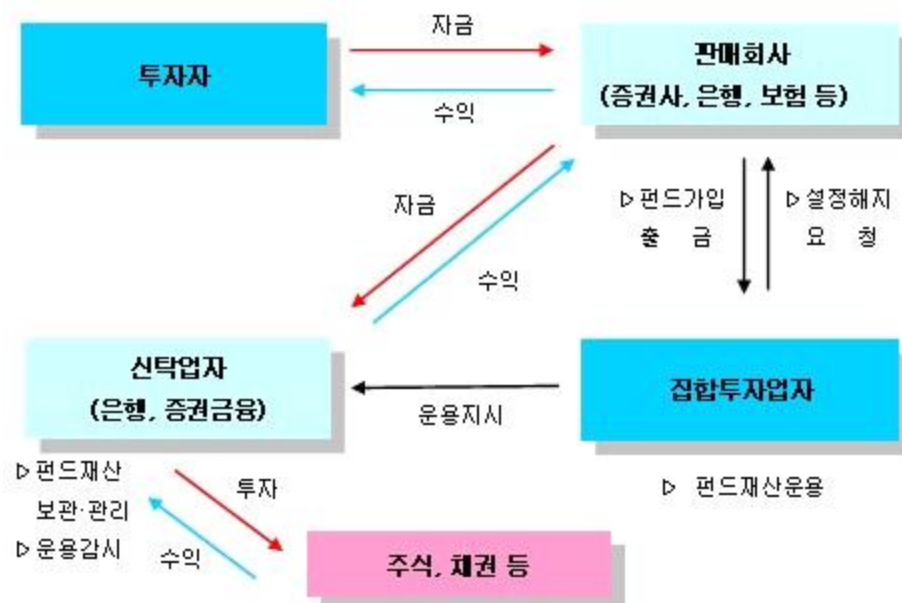 자금
투자자
판매회사
(증권사, 은행, 보험 등)
수익
자금
▷펀드가입
출 금
▷설정해지
요 청
수익
신탁업자
(은행, 증권금융)
집합투자업자
운용지시
▷펀드재산
보관·관리
▷운용감시
투자
수익
▷ 펀드재산운용
주식, 채권 등